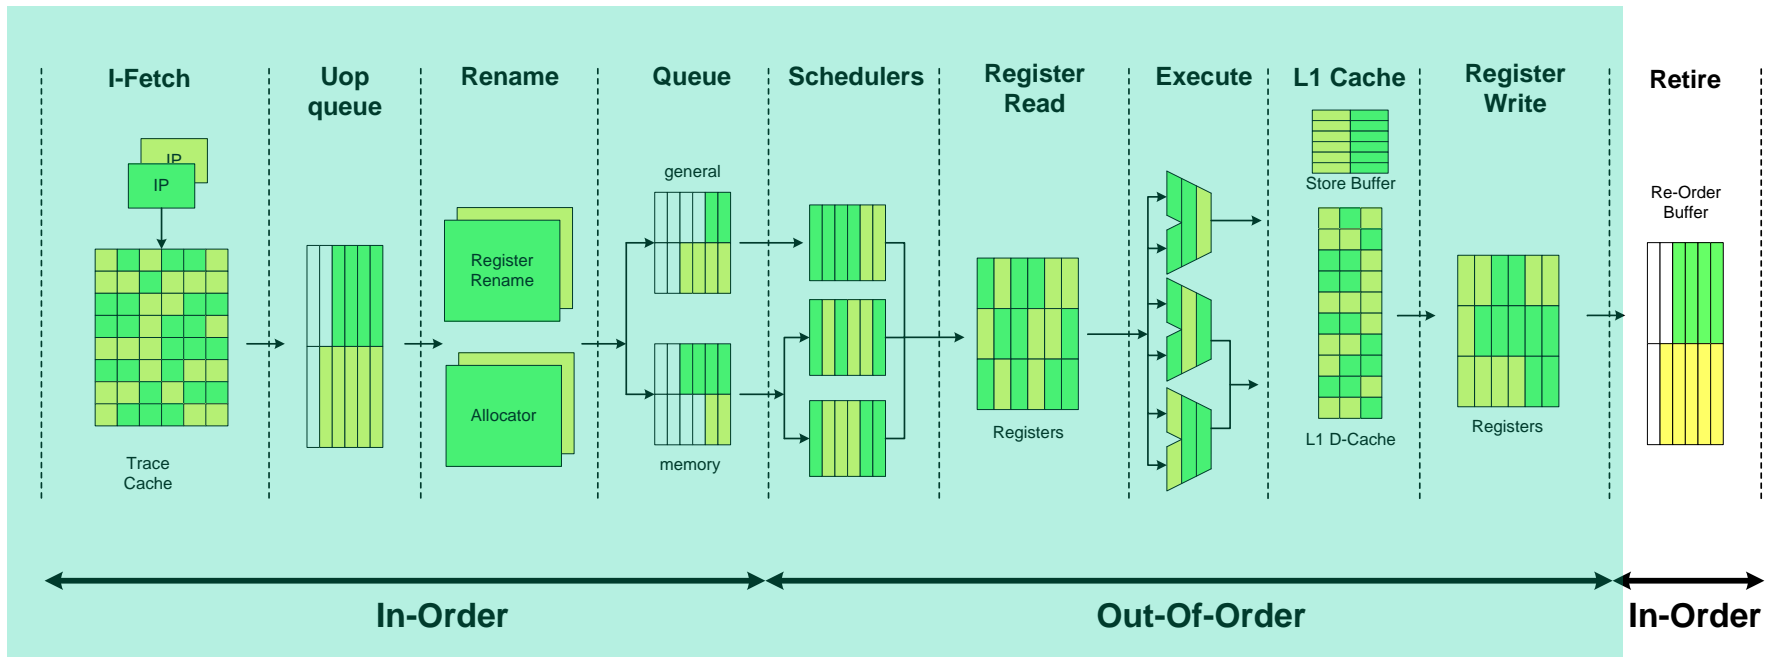 I-Fetch
Uop
queue
Rename
Queue
Schedulers
Register
Read
Execute
L1 Cache
Register
Write
Retire
IP
IP
Trace
Cache
Register
Rename
Allocator
general
memory
Registers
Store Buffer
L1 D-Cache
Registers
Re-Order
Buffer
In-Order
Out-Of-Order
In-Order